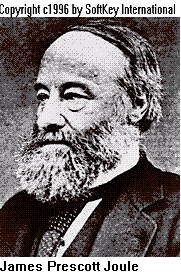 Copyright c1996 by SoftKey International
James Prescott Joule